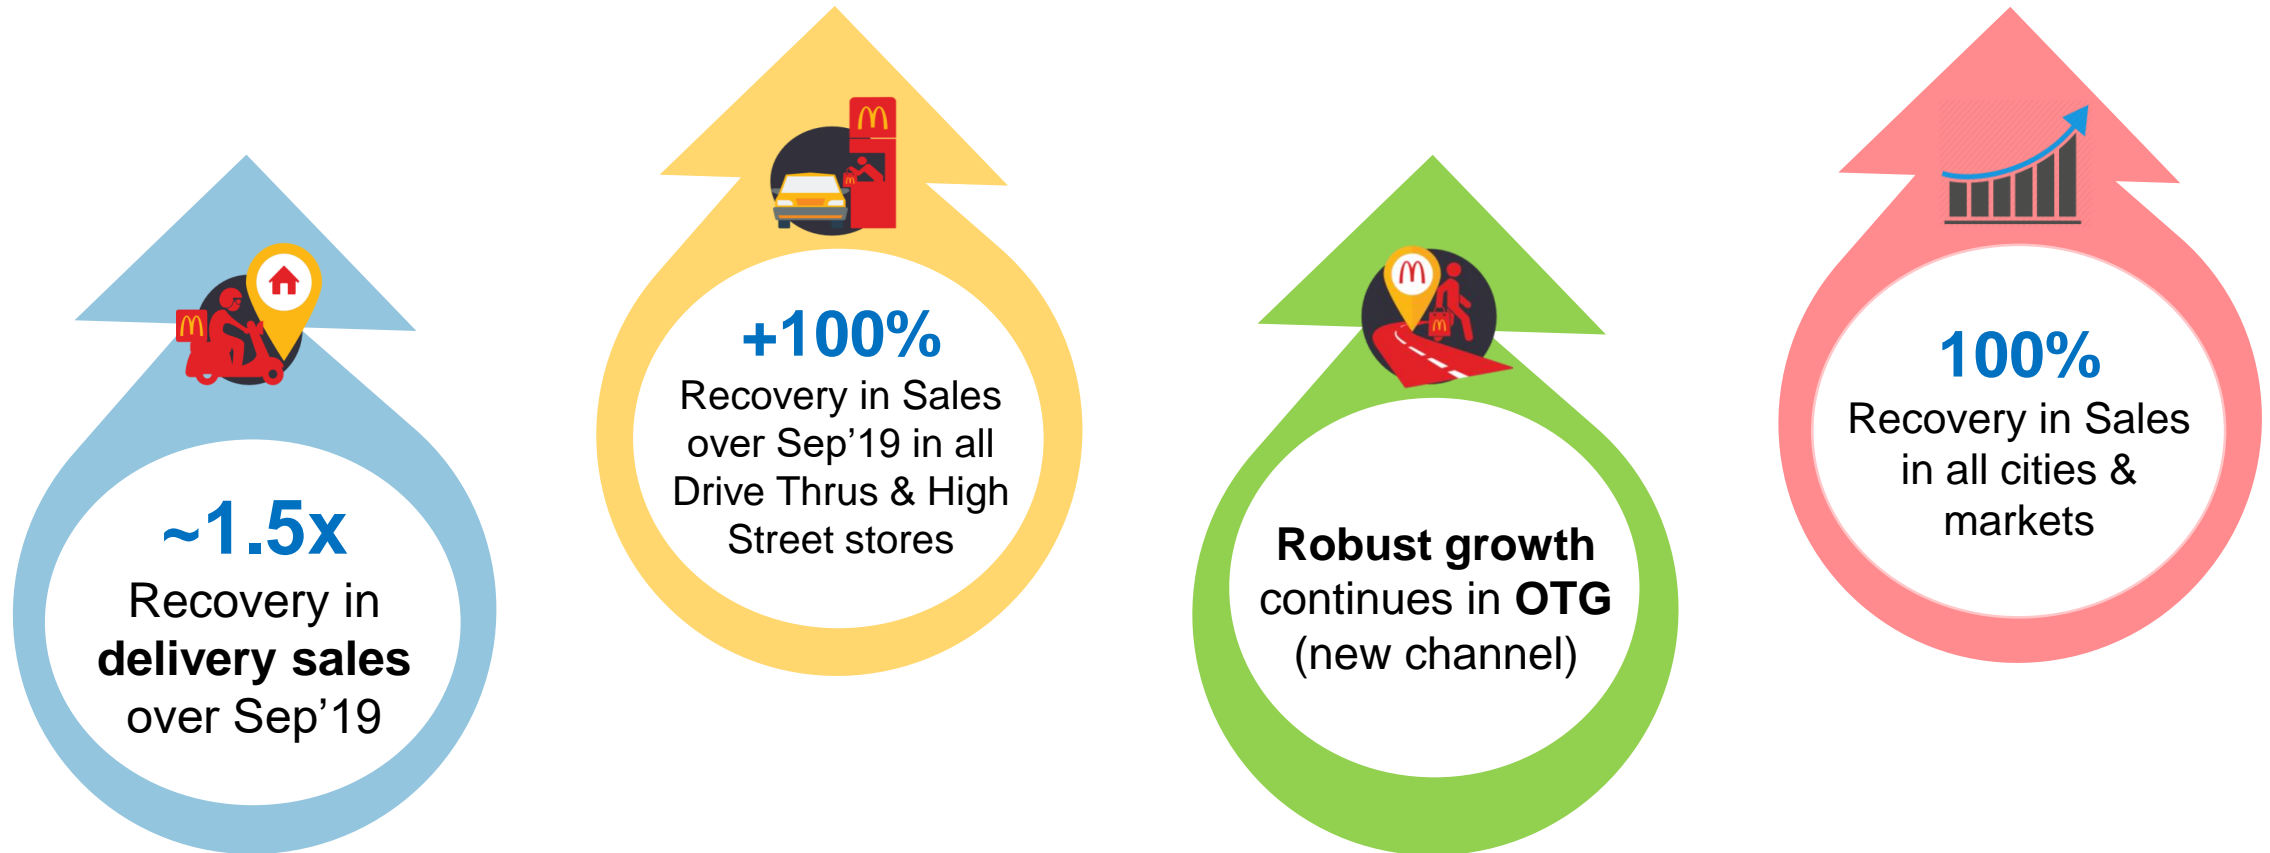 ~1.5x
Recovery in
delivery sales
over Sep’19
+100%
Recovery in Sales
over Sep’19 in all
Drive Thrus & High
Street stores
Robust growth
continues in OTG
(new channel)
100%
Recovery in Sales
in all cities &
markets